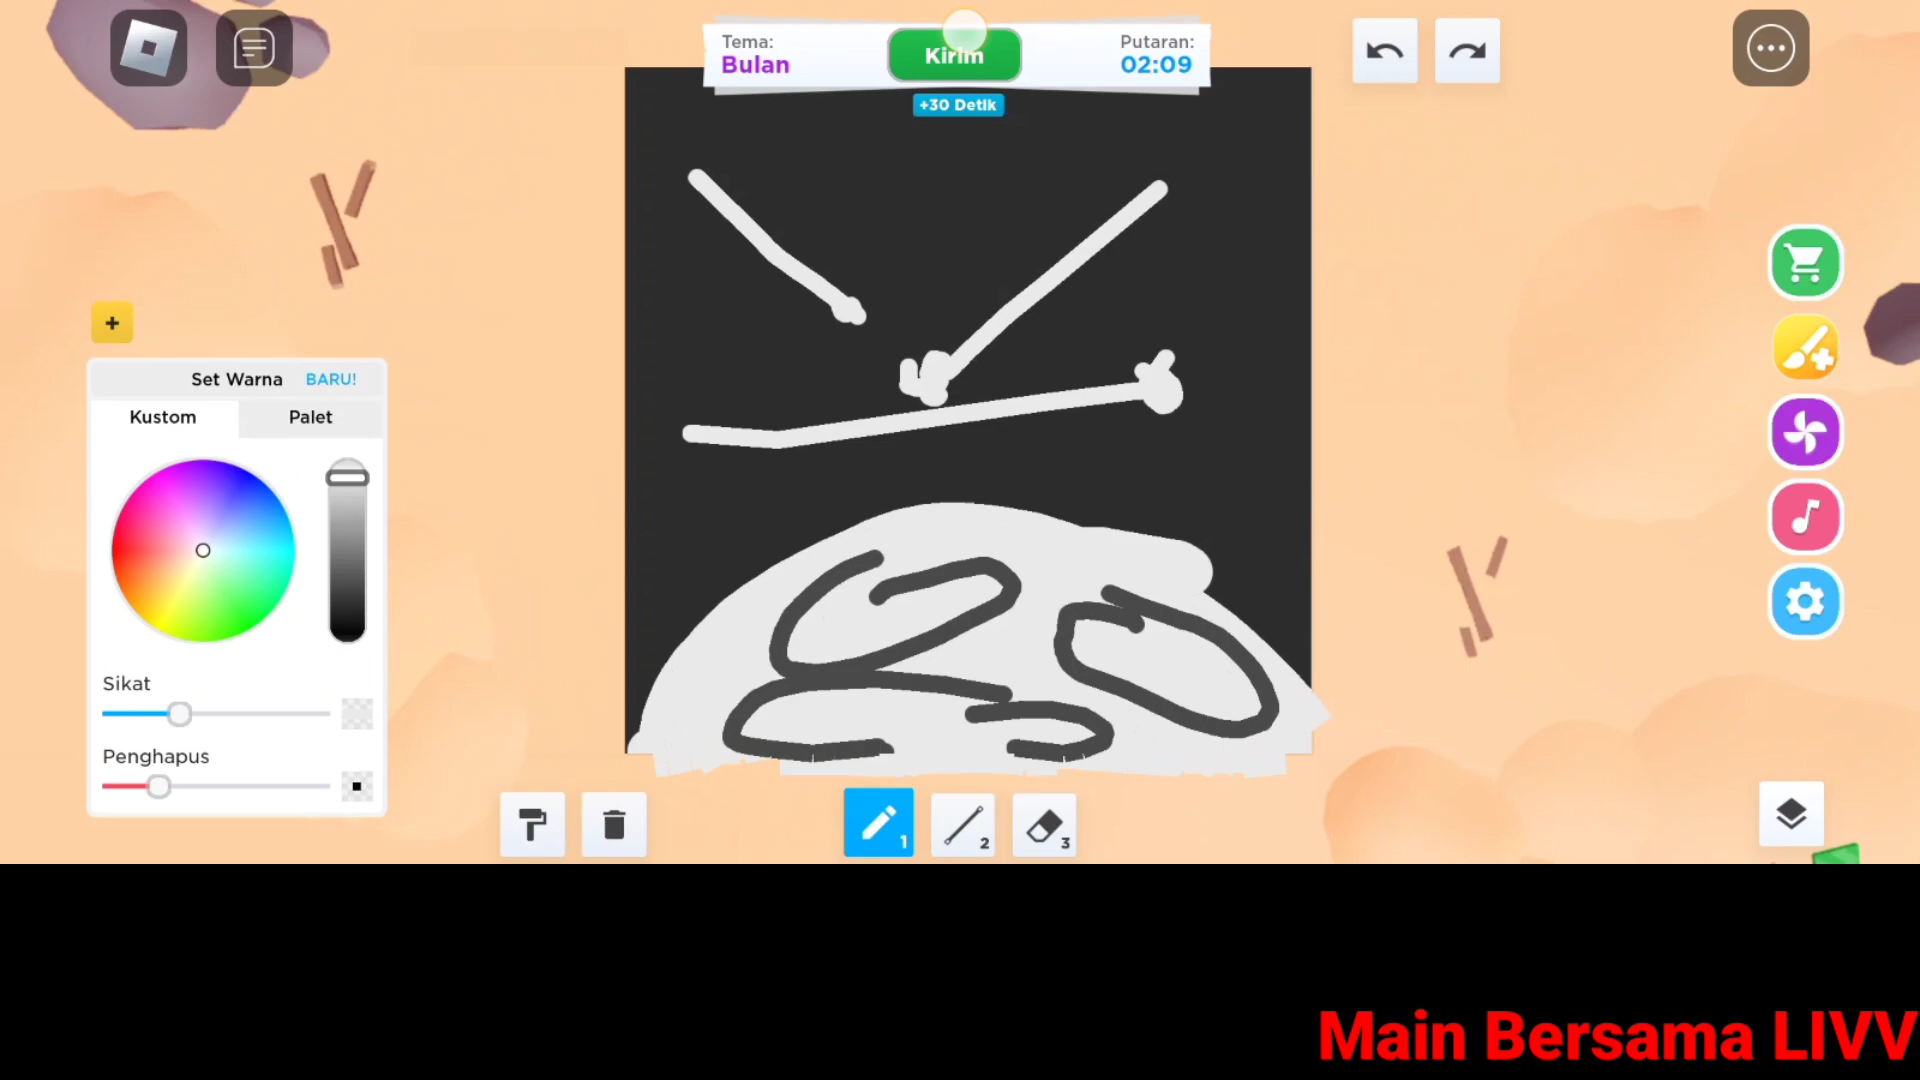 Tema:
Bulan
Kirim
Putaran:
02:09
+30 Detik
+
Set Warna BARU!
Kustom Palet
Sikat
Penghapus
1
2
3
Main Bersama LIVV